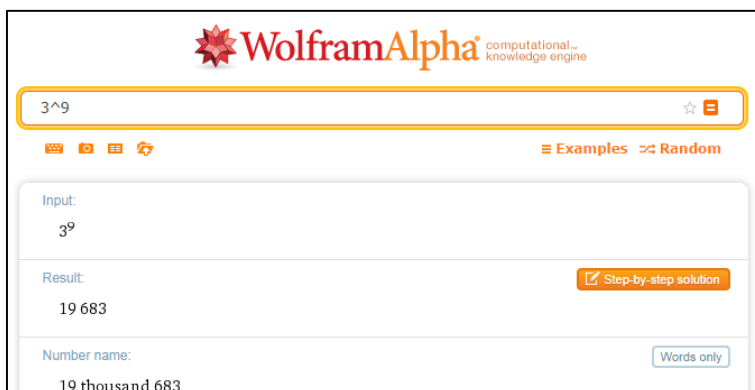 WolframAlpha computational...
knowledge engine
3^9
Examples Random
Input:
3⁹
Result:
Step-by-step solution
19 683
Number name:
Words only
19 thousand 683